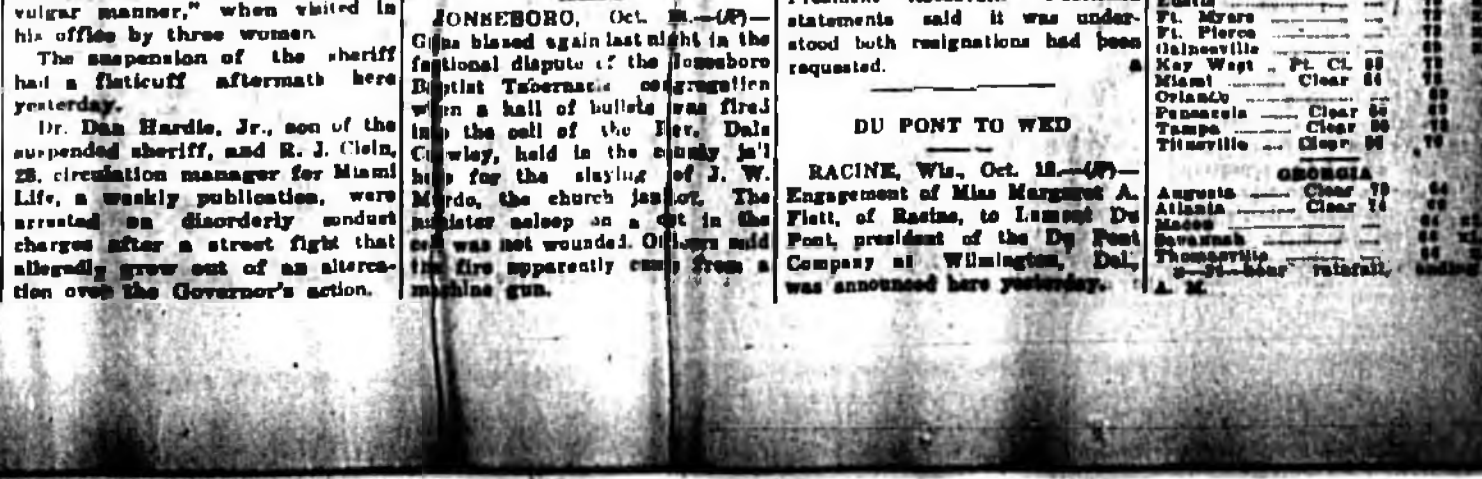 vulgar manner," when visited in
his office by three women.
The suspension of the sheriff
had a fisticuff aftermath here
yesterday.
Dr. Dan Hardie, Jr., son of the
suspended sheriff, and R. J. Clein,
28, circulation manager for Miami
Life, a weekly publication, were
arrested on disorderly conduct
charges after a street fight that
allegedly grew out of an alterca-
tion over the Governor's action.
JONESBORO, Oct. (AP)—
Guns blazed again last night in the
factional dispute of the Jonesboro
Baptist Tabernacle congregation
when a hail of bullets was fired
into the cell of the Rev. Dale
Crowley, held in the county jail
here for the slaying of J. W.
McMurdo, the church janitor. The
minister asleep on a cot in the
cell was not wounded. Officers said
the fire apparently came from a
machine gun.
statements said it was under-
stood both resignations had been
requested.
DU PONT TO WED
RACINE, Wis., Oct. (AP)—
Engagement of Miss Margaret A.
Flett, of Racine, to Lamont Du
Pont, president of the Du Pont
Company at Wilmington, Del.,
was announced here yesterday.
Ft. Myers
Ft. Pierce
Gainesville
Key West Pt. Cl.
Miami Clear
Orlando
Pensacola Clear
Tampa Clear
Titusville Clear
GEORGIA
Augusta Clear
Atlanta Clear
Macon
Savannah
Thomasville
rainfall, ending
A. M.